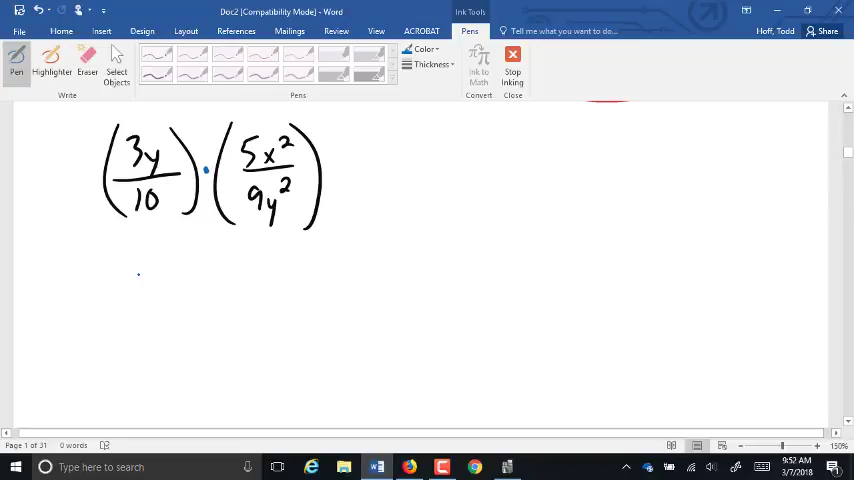 Doc2 [Compatibility Mode] - Word
Ink Tools
Hoff, Todd
File Home Insert Draw Design Layout References Mailings Review View ACROBAT Pens Tell me what you want to do... Share
Pen Highlighter Eraser Select Objects
Color
Thickness
Ink to Math
Stop Inking
Write Pens Convert Close
(3y/10) · (5x²/9y²)
Page 1 of 31 0 words
150%
Type here to search
9:52 AM
3/7/2018
1